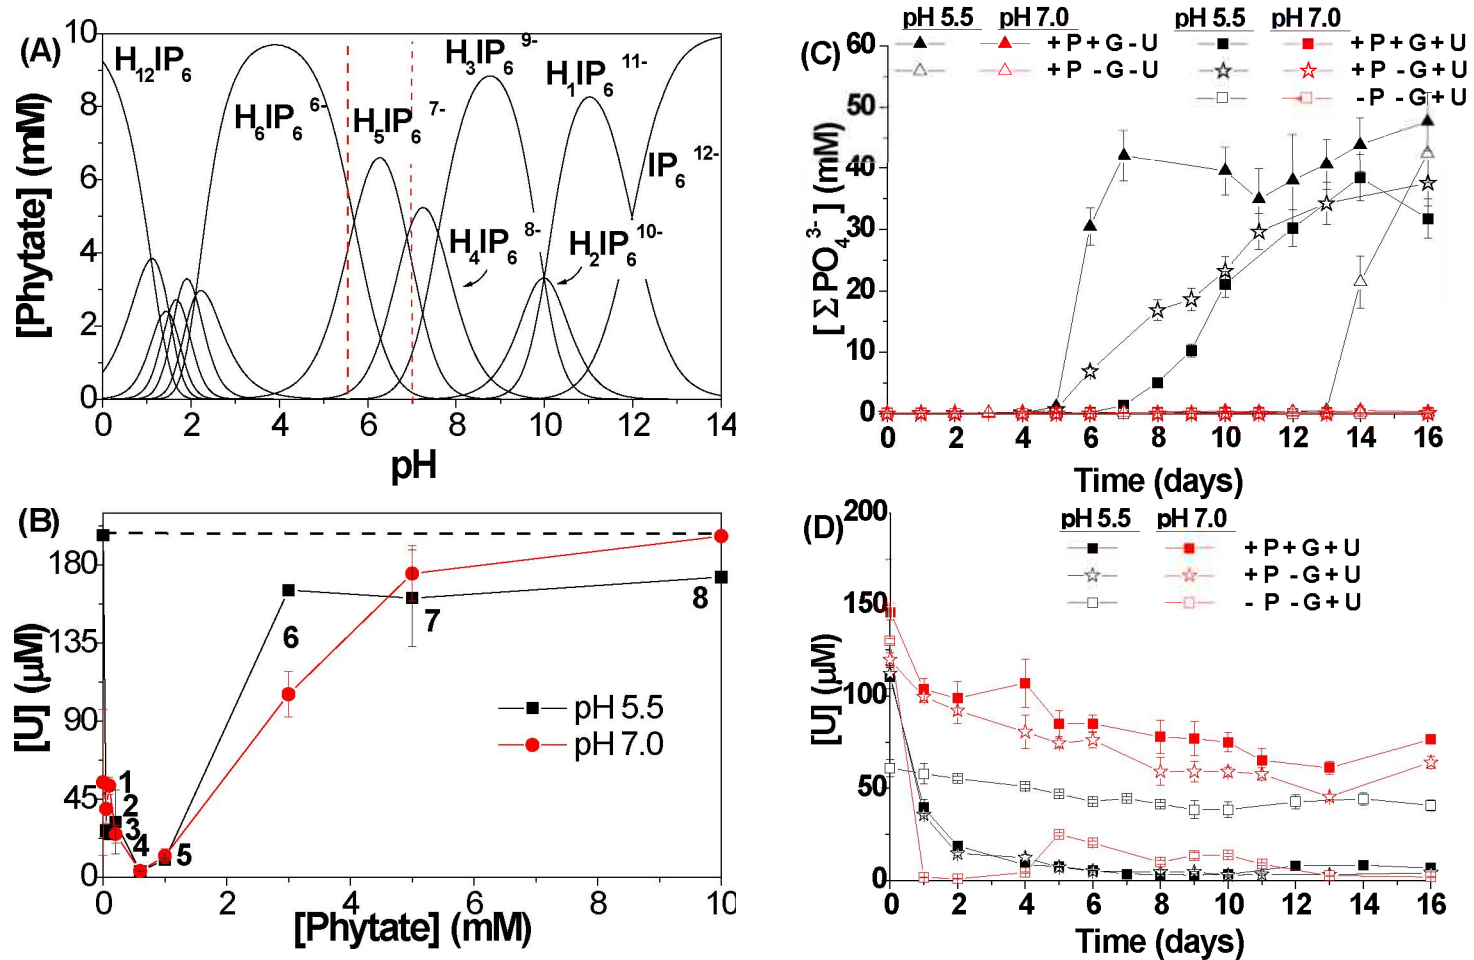 (A)
[Phytate] (mM)
10
8
6
4
2
0
H12IP6
H6IP6 6-
H5IP6 7-
H3IP6 9-
H1IP6 11-
IP6 12-
H4IP6 8-
H2IP6 10-
0 2 4 6 8 10 12 14
pH
(B)
[U] (µM)
180
135
90
45
0
1
2
3
4
5
6
7
8
pH 5.5
pH 7.0
0 2 4 6 8 10
[Phytate] (mM)
(C)
pH 5.5 pH 7.0 pH 5.5 pH 7.0
+P+G-U +P+G+U
+P-G-U +P-G+U
-P-G+U
[ΣPO4 3-] (mM)
60
50
40
30
20
10
0
0 2 4 6 8 10 12 14 16
Time (days)
(D)
pH 5.5 pH 7.0
+P+G+U
+P-G+U
-P-G+U
[U] (µM)
200
150
100
50
0
0 2 4 6 8 10 12 14 16
Time (days)